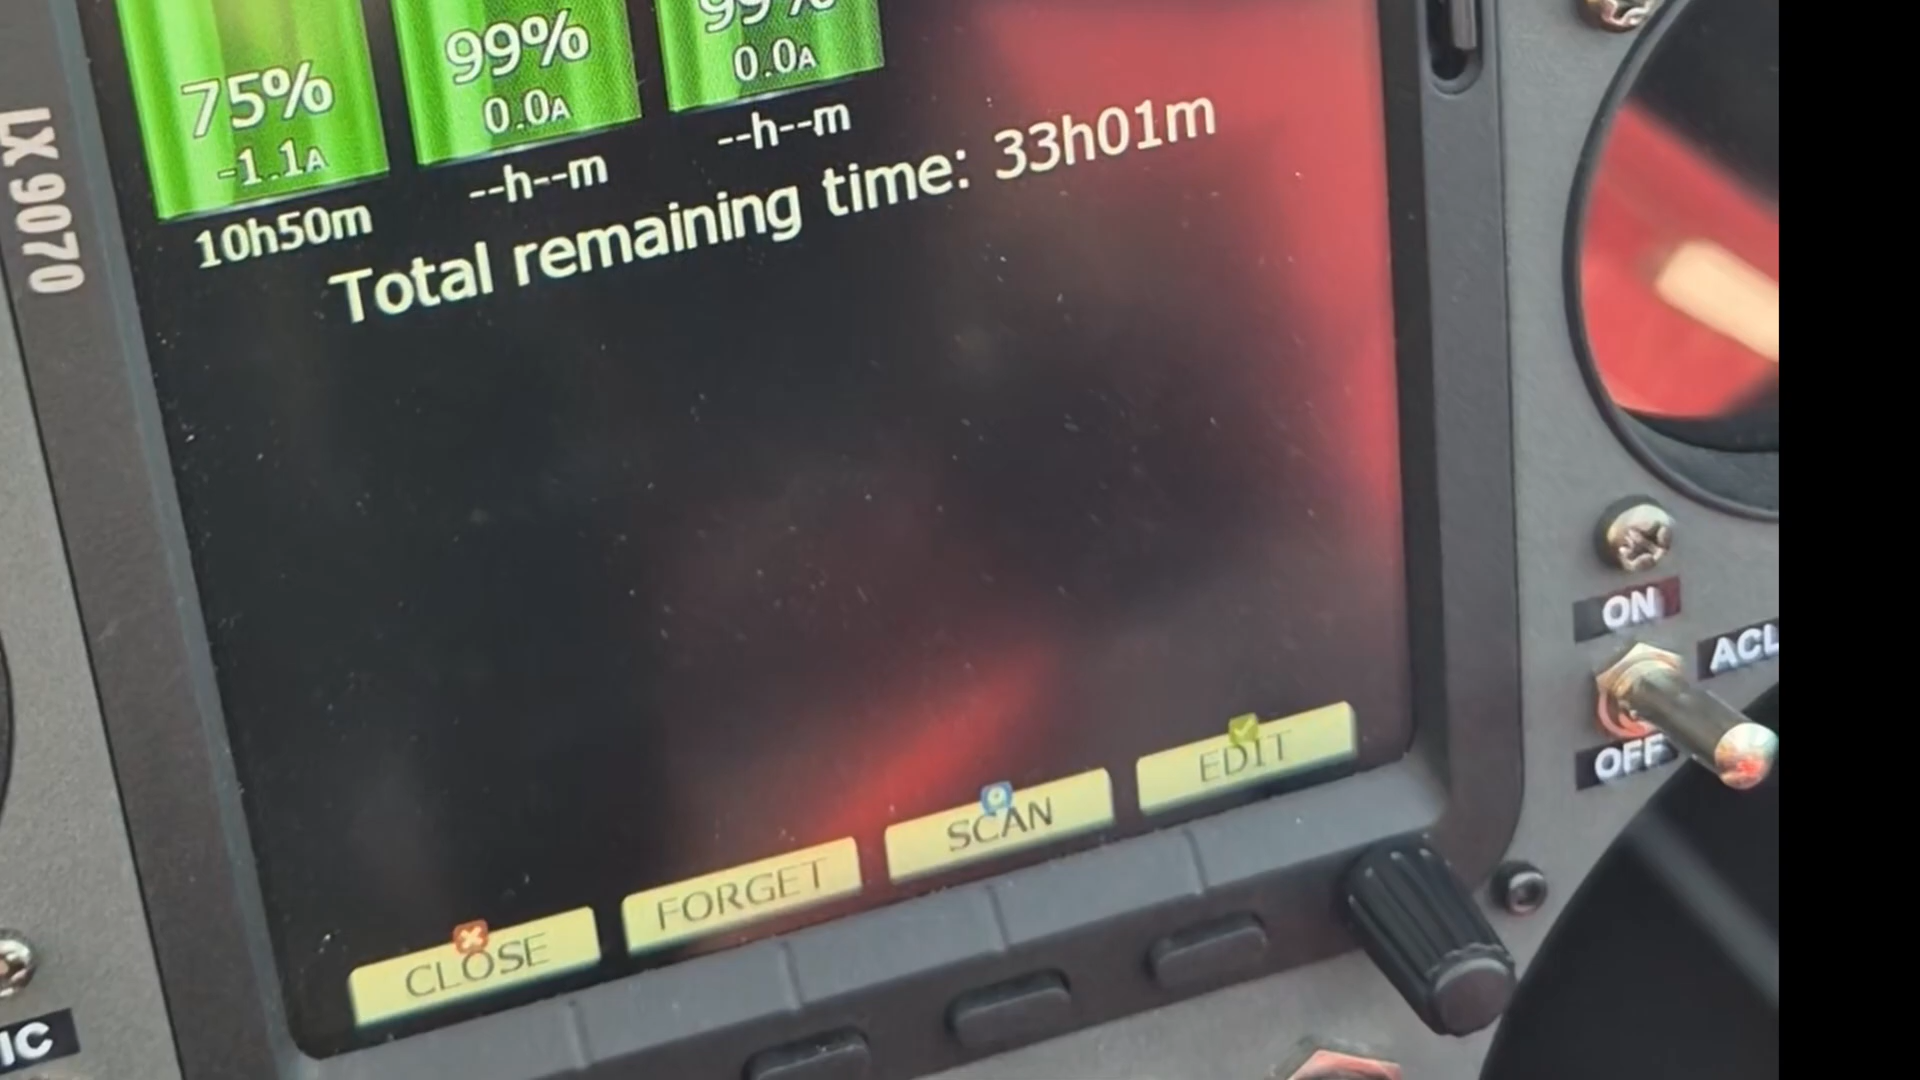 75%
-1.1A
10h50m
99%
0.0A
--h--m
99%
0.0A
--h--m
Total remaining time: 33h01m
LX 9070
CLOSE
FORGET
SCAN
EDIT
ON
ACL
OFF
IC